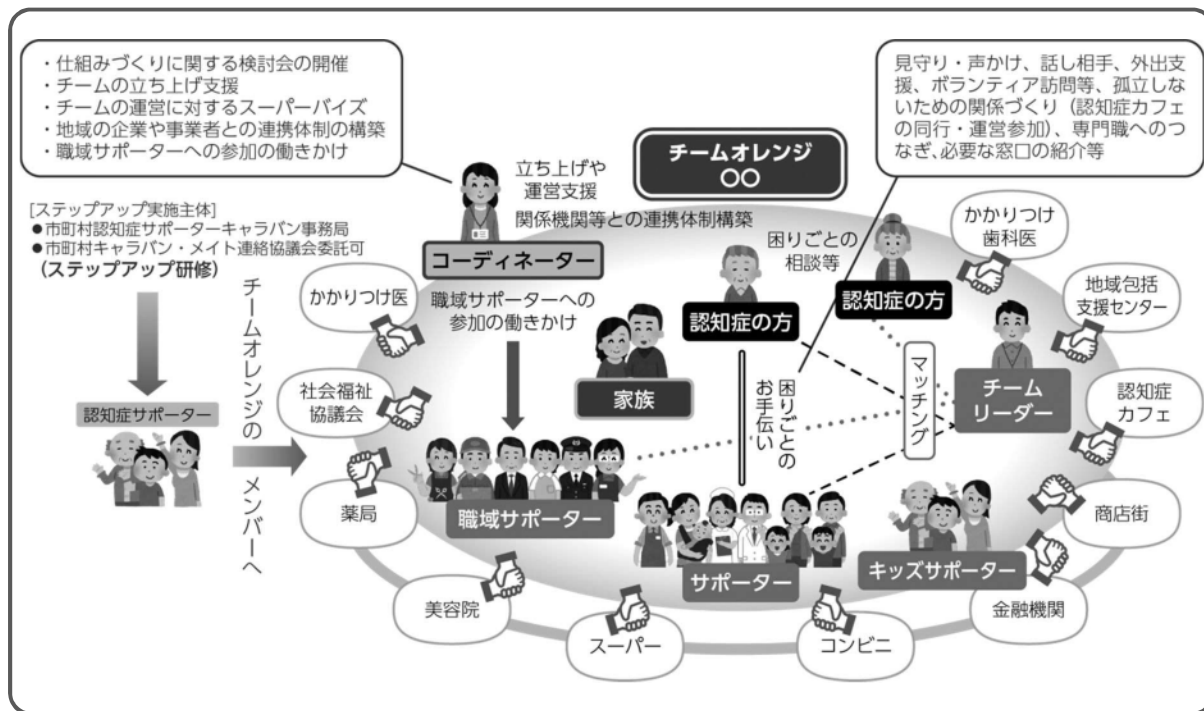 ・仕組みづくりに関する検討会の開催
・チームの立ち上げ支援
・チームの運営に対するスーパーバイズ
・地域の企業や事業者との連携体制の構築
・職域サポーターへの参加の働きかけ
見守り・声かけ、話し相手、外出支
援、ボランティア訪問等、孤立しな
いための関係づくり（認知症カフェ
の同行・運営参加）、専門職へのつ
なぎ、必要な窓口の紹介等
チームオレンジ
〇〇
立ち上げや
運営支援
関係機関等との連携体制構築
コーディネーター
[ステップアップ実施主体]
●市町村認知症サポーターキャラバン事務局
●市町村キャラバン・メイト連絡協議会委託可
（ステップアップ研修）
認知症サポーター
チームオレンジの
メンバーへ
職域サポーターへの
参加の働きかけ
困りごとの
相談等
認知症の方
認知症の方
家族
困りごとの
お手伝い
マッチング
チーム
リーダー
職域サポーター
サポーター
キッズサポーター
かかりつけ医
社会福祉
協議会
薬局
美容院
スーパー
コンビニ
金融機関
商店街
認知症
カフェ
地域包括
支援センター
かかりつけ
歯科医